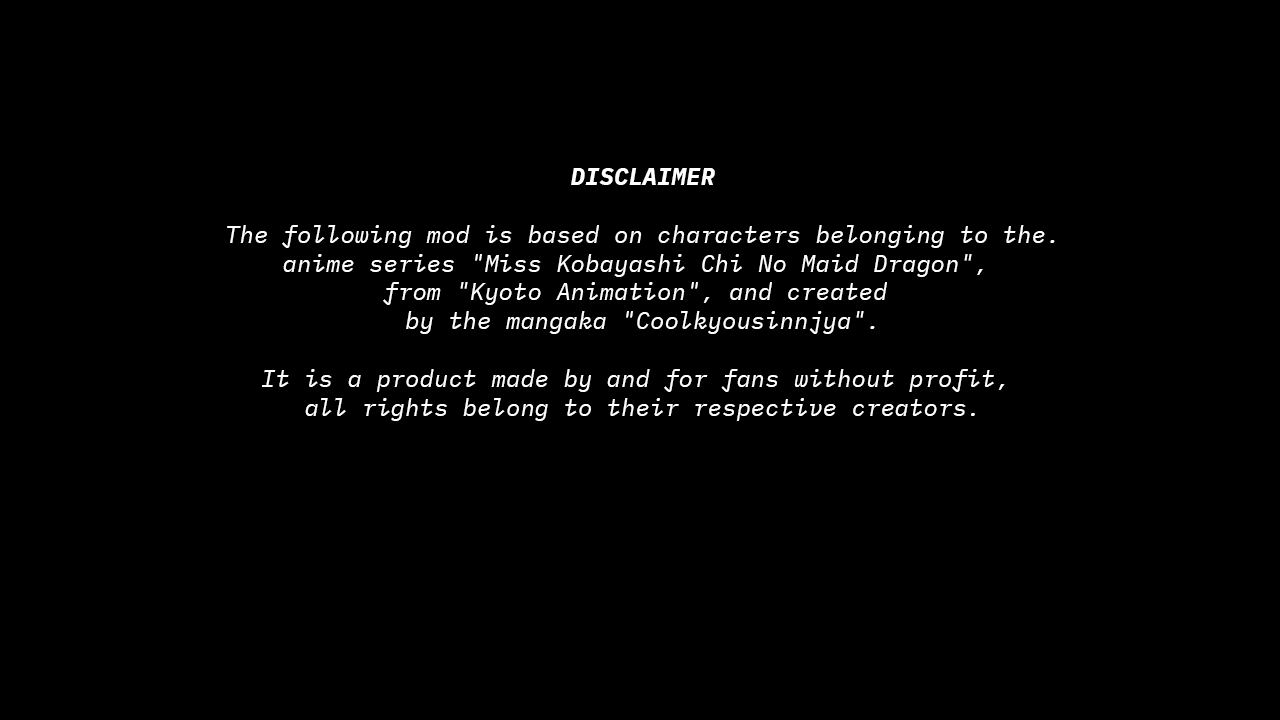 DISCLAIMER
The following mod is based on characters belonging to the.
anime series "Miss Kobayashi Chi No Maid Dragon",
from "Kyoto Animation", and created
by the mangaka "Coolkyousinnjya".
It is a product made by and for fans without profit,
all rights belong to their respective creators.